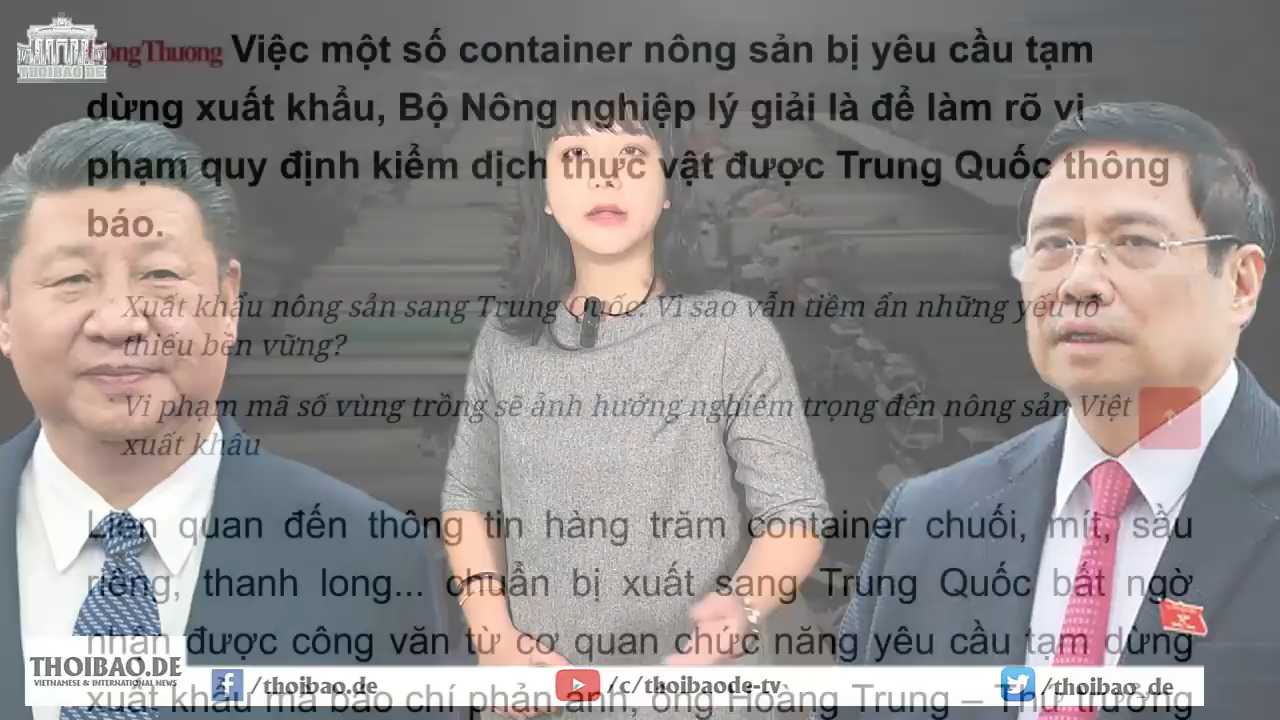 CôngThương Việc một số container nông sản bị yêu cầu tạm
dừng xuất khẩu, Bộ Nông nghiệp lý giải là để làm rõ vi
phạm quy định kiểm dịch thực vật được Trung Quốc thông
báo.
Xuất khẩu nông sản sang Trung Quốc: Vì sao vẫn tiềm ẩn những yếu tố
thiếu bền vững?
Vi phạm mã số vùng trồng sẽ ảnh hưởng nghiêm trọng đến nông sản Việt
xuất khẩu
Liên quan đến thông tin hàng trăm container chuối, mít, sầu
riêng, thanh long... chuẩn bị xuất sang Trung Quốc bất ngờ
nhận được công văn từ cơ quan chức năng yêu cầu tạm dừng
xuất khẩu mà báo chí phản ánh, ông Hoàng Trung – Thứ trưởng
THOIBAO.DE
THOIBAO.DE
VIETNAMESE & INTERNATIONAL NEWS
/thoibao.de
/c/thoibaode-tv
/thoibao_de